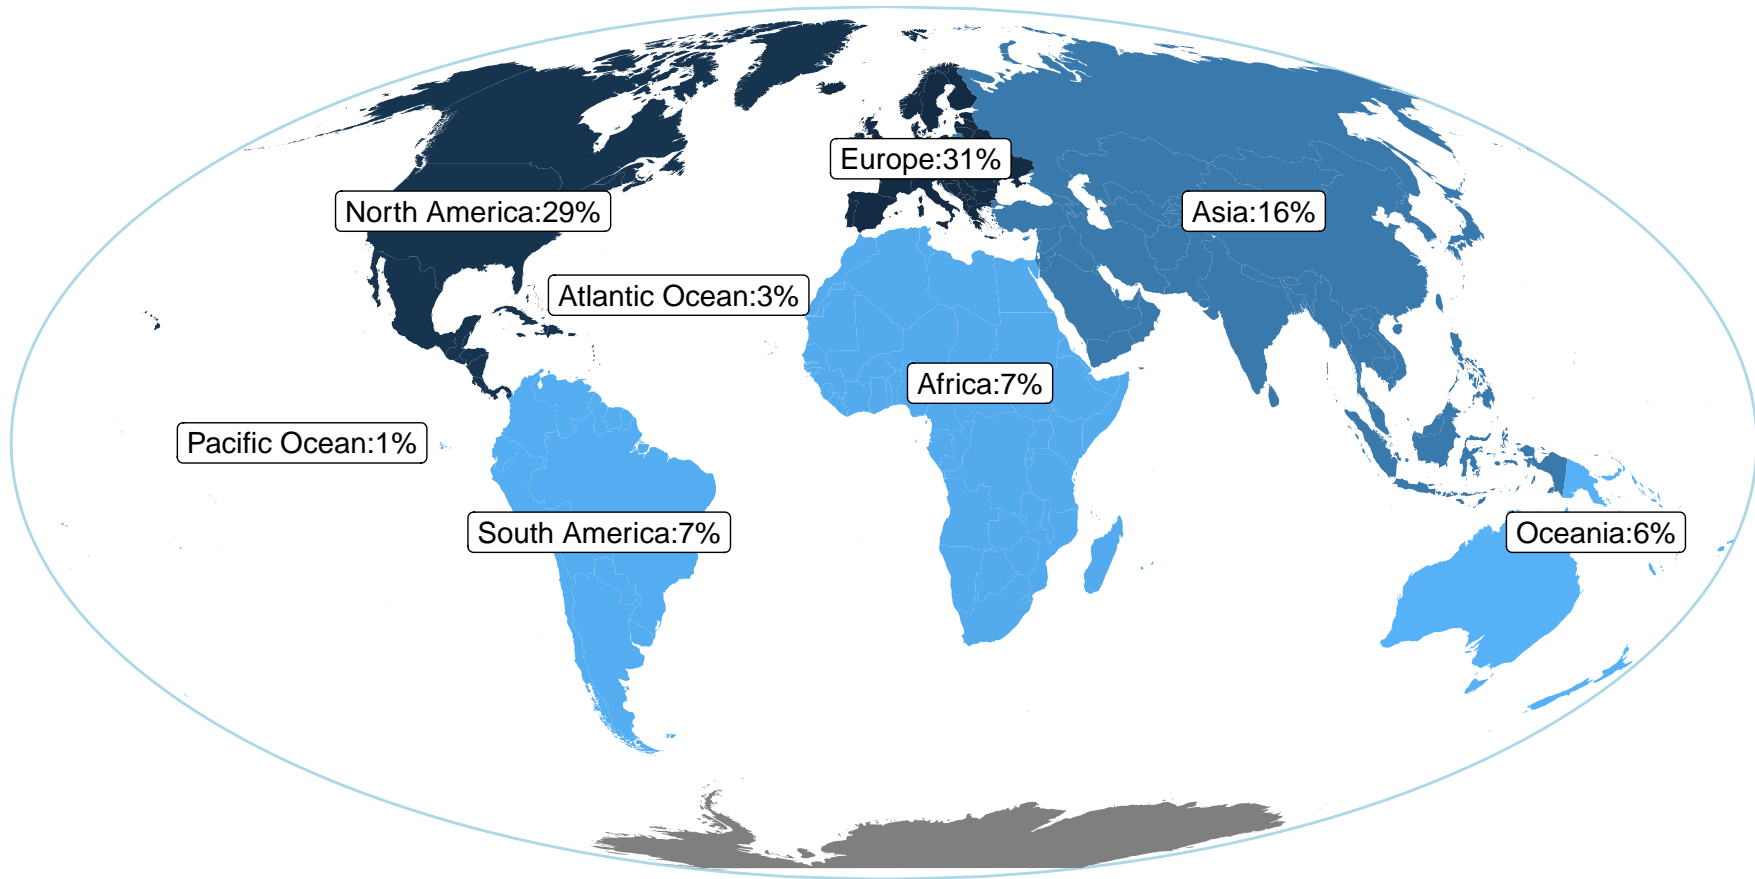 Europe:31%
North America:29%
Asia:16%
Atlantic Ocean:3%
Africa:7%
Pacific Ocean:1%
South America:7%
Oceania:6%